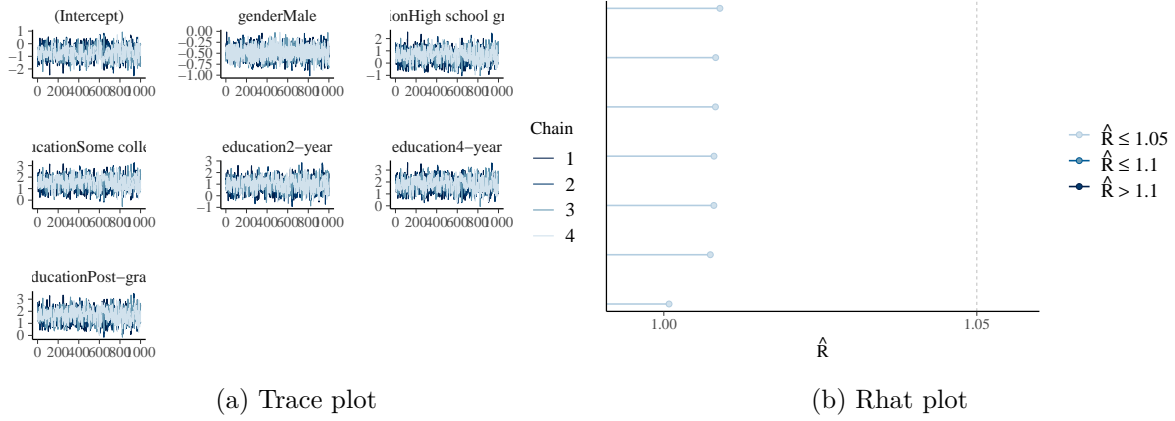 (Intercept)
genderMale
ionHigh school gr
1
0
−1
−2
0.00
−0.25
−0.50
−0.75
−1.00
2
1
0
−1
0 200400600800 1000
0 200400600800 1000
0 200400600800 1000
ucationSome colle
education2−year
education4−year
3
2
1
0
3
2
1
0
−1
3
2
1
0
0 200400600800 1000
0 200400600800 1000
0 200400600800 1000
ducationPost−gra
3
2
1
0
0 200400600800 1000
Chain
1
2
3
4
(a) Trace plot
1.00
1.05
R̂
R̂ ≤ 1.05
R̂ ≤ 1.1
R̂ > 1.1
(b) Rhat plot